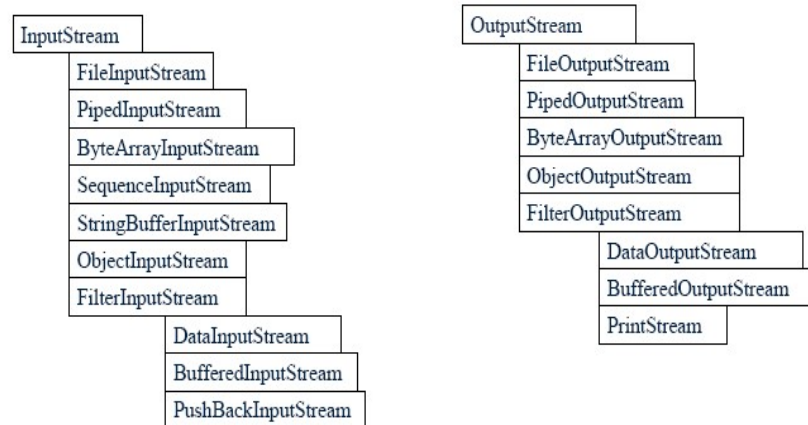 InputStream
FileInputStream
PipedInputStream
ByteArrayInputStream
SequenceInputStream
StringBufferInputStream
ObjectInputStream
FilterInputStream
DataInputStream
BufferedInputStream
PushBackInputStream
OutputStream
FileOutputStream
PipedOutputStream
ByteArrayOutputStream
ObjectOutputStream
FilterOutputStream
DataOutputStream
BufferedOutputStream
PrintStream